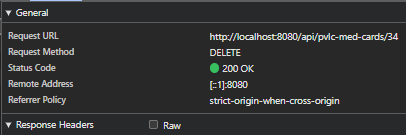 General
Request URL http://localhost:8080/api/pvlc-med-cards/34
Request Method DELETE
Status Code 200 OK
Remote Address [::1]:8080
Referrer Policy strict-origin-when-cross-origin
Response Headers Raw